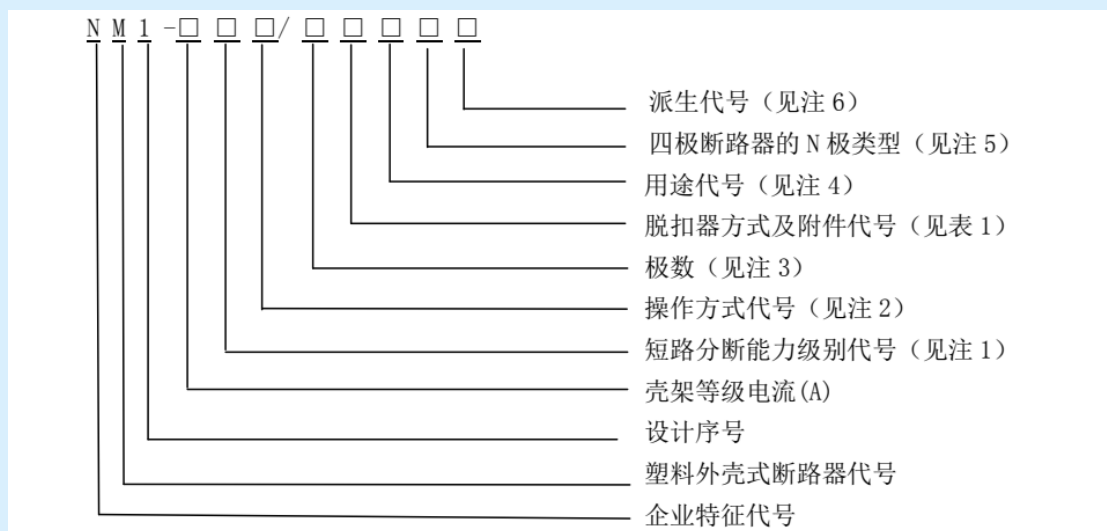 NM1-□□□/□□□□□
派生代号（见注6）
四极断路器的N极类型（见注5）
用途代号（见注4）
脱扣器方式及附件代号（见表1）
极数（见注3）
操作方式代号（见注2）
短路分断能力级别代号（见注1）
壳架等级电流(A)
设计序号
塑料外壳式断路器代号
企业特征代号